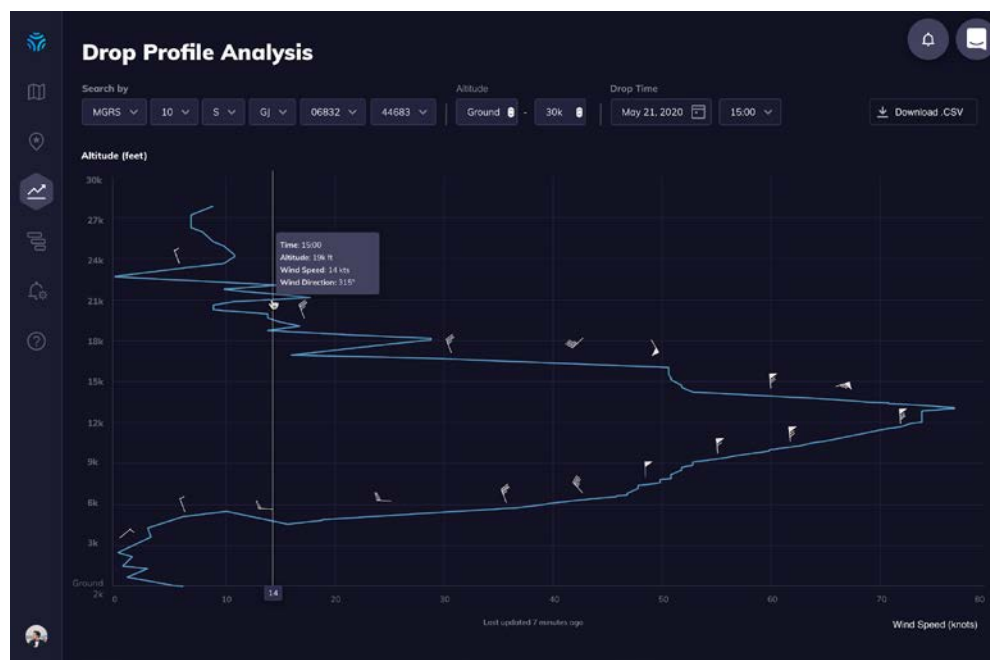 Drop Profile Analysis
Search by
Altitude
Drop Time
MGRS 10 S GJ 06832 44683 Ground - 30k May 21, 2020 15:00 Download .CSV
Altitude (feet)
30k
27k
24k
21k
18k
15k
12k
9k
6k
3k
Ground
2k
Time: 15:00
Altitude: 19k ft
Wind Speed: 14 kts
Wind Direction: 315°
0 10 14 20 30 40 50 60 70 80
Last updated 7 minutes ago
Wind Speed (knots)